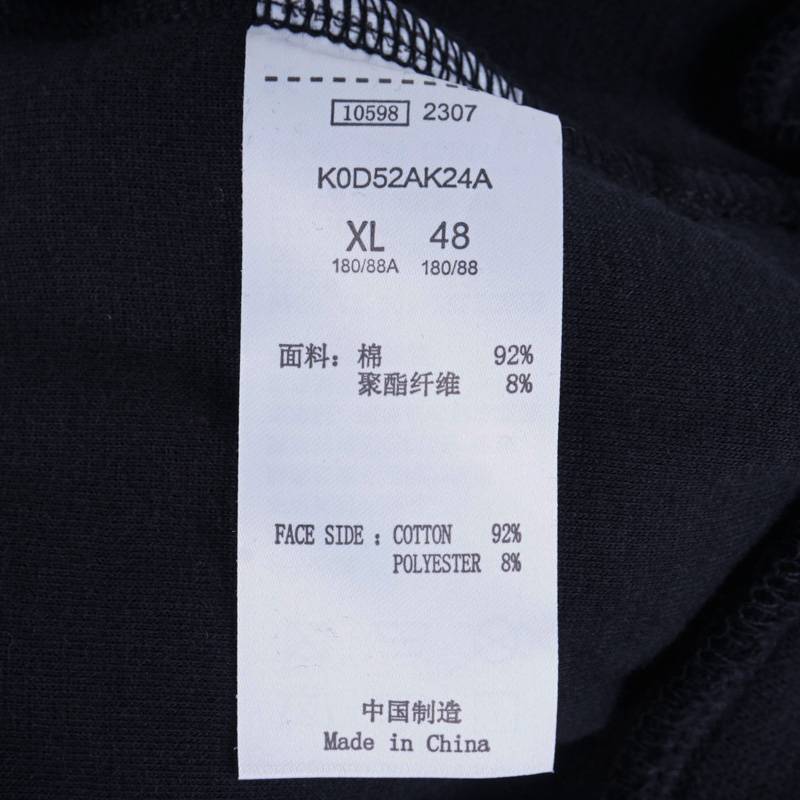 10598 2307
K0D52AK24A
XL 48
180/88A 180/88
面料: 棉 92%
聚酯纤维 8%
FACE SIDE : COTTON 92%
POLYESTER 8%
中国制造
Made in China